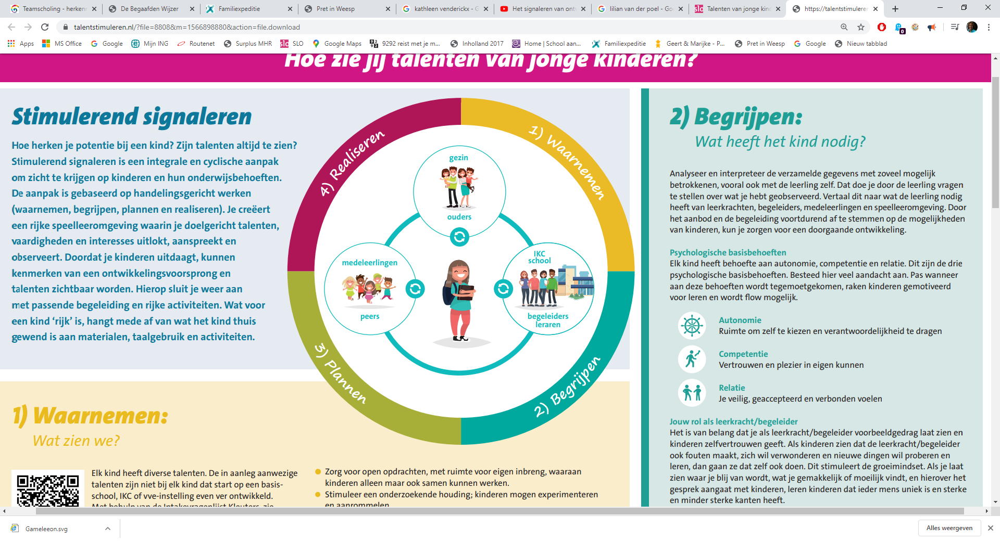 Teamscholing - herkenn
De Begaafden Wijzer
Familiexpeditie
Pret in Weesp
kathleen venderickx - G
Het signaleren van ont
lilian van der poel - Go
Talenten van jonge kin
https://talentstimulere
talentstimuleren.nl/?file=8808&m=1566898880&action=file.download
0
Apps
MS Office
Google
Mijn ING
Routenet
Surplus MHR
slo SLO
Google Maps
9292 reist met je m...
Inholland 2017
Home | School aan...
Familiexpeditie
Geert & Marijke - P...
Pret in Weesp
Google
Nieuw tabblad
Hoe zie jij talenten van jonge kinderen?
Stimulerend signaleren
Hoe herken je potentie bij een kind? Zijn talenten altijd te zien?
Stimulerend signaleren is een integrale en cyclische aanpak
om zicht te krijgen op kinderen en hun onderwijsbehoeften.
De aanpak is gebaseerd op handelingsgericht werken
(waarnemen, begrijpen, plannen en realiseren). Je creëert
een rijke speelleeromgeving waarin je doelgericht talenten,
vaardigheden en interesses uitlokt, aanspreekt en
observeert. Doordat je kinderen uitdaagt, kunnen
kenmerken van een ontwikkelingsvoorsprong en
talenten zichtbaar worden. Hierop sluit je weer aan
met passende begeleiding en rijke activiteiten. Wat voor
een kind ‘rijk’ is, hangt mede af van wat het kind thuis
gewend is aan materialen, taalgebruik en activiteiten.
4) Realiseren
1) Waarnemen
3) Plannen
2) Begrijpen
gezin
ouders
medeleerlingen
peers
IKC
school
begeleiders
leraren
1) Waarnemen:
Wat zien we?
Elk kind heeft diverse talenten. De in aanleg aanwezige
talenten zijn niet bij elk kind dat start op een basis-
school, IKC of vve-instelling even ver ontwikkeld.
Met behulp van de Intakevragenlijst Kleuters, zie
Zorg voor open opdrachten, met ruimte voor eigen inbreng, waaraan
kinderen alleen maar ook samen kunnen werken.
Stimuleer een onderzoekende houding; kinderen mogen experimenteren
en aanrommelen.
2) Begrijpen:
Wat heeft het kind nodig?
Analyseer en interpreteer de verzamelde gegevens met zoveel mogelijk
betrokkenen, vooral ook met de leerling zelf. Dat doe je door de leerling vragen
te stellen over wat je hebt geobserveerd. Vertaal dit naar wat de leerling nodig
heeft van leerkrachten, begeleiders, medeleerlingen en speelleeromgeving. Door
het aanbod en de begeleiding voortdurend af te stemmen op de mogelijkheden
van kinderen, kun je zorgen voor een doorgaande ontwikkeling.
Psychologische basisbehoeften
Elk kind heeft behoefte aan autonomie, competentie en relatie. Dit zijn de drie
psychologische basisbehoeften. Besteed hier veel aandacht aan. Pas wanneer
aan deze behoeften wordt tegemoetgekomen, raken kinderen gemotiveerd
voor leren en wordt flow mogelijk.
Autonomie
Ruimte om zelf te kiezen en verantwoordelijkheid te dragen
Competentie
Vertrouwen en plezier in eigen kunnen
Relatie
Je veilig, geaccepteerd en verbonden voelen
Jouw rol als leerkracht/begeleider
Het is van belang dat je als leerkracht/begeleider voorbeeldgedrag laat zien en
kinderen zelfvertrouwen geeft. Als kinderen zien dat de leerkracht/begeleider
ook fouten maakt, zich wil verwonderen en nieuwe dingen wil proberen en
leren, dan gaan ze dat zelf ook doen. Dit stimuleert de groeimindset. Als je laat
zien waar je blij van wordt, wat je gemakkelijk of moeilijk vindt, en hierover het
gesprek aangaat met kinderen, leren kinderen dat ieder mens uniek is en sterke
en minder sterke kanten heeft.
Gameleeon.svg
Alles weergeven